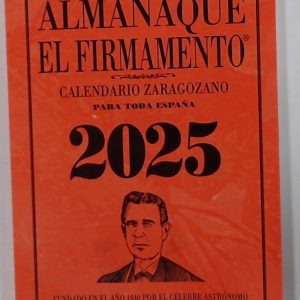 ALMANAQUE
EL FIRMAMENTO®
CALENDARIO ZARAGOZANO
PARA TODA ESPAÑA
2025
FUNDADO EN EL AÑO 1840 POR EL CÉLEBRE ASTRÓNOMO